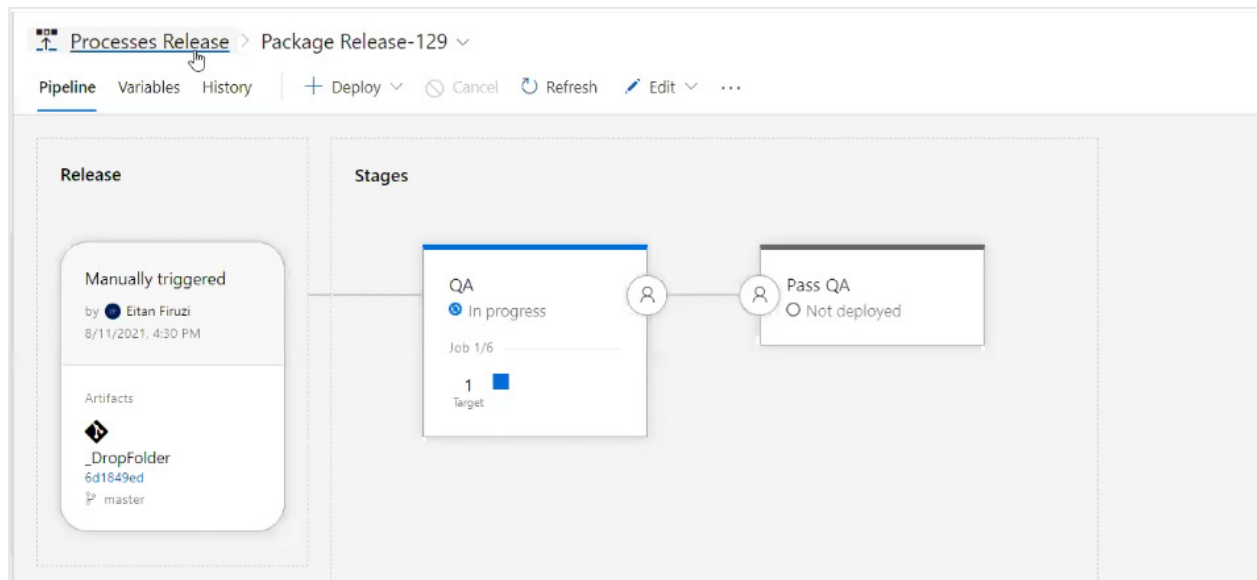 Processes Release > Package Release-129
Pipeline Variables History + Deploy Cancel Refresh Edit ...
Release
Stages
Manually triggered
by Eitan Firuzi
8/11/2021, 4:30 PM
Artifacts
_DropFolder
6d1849ed
master
QA
In progress
Job 1/6
1
Target
Pass QA
Not deployed